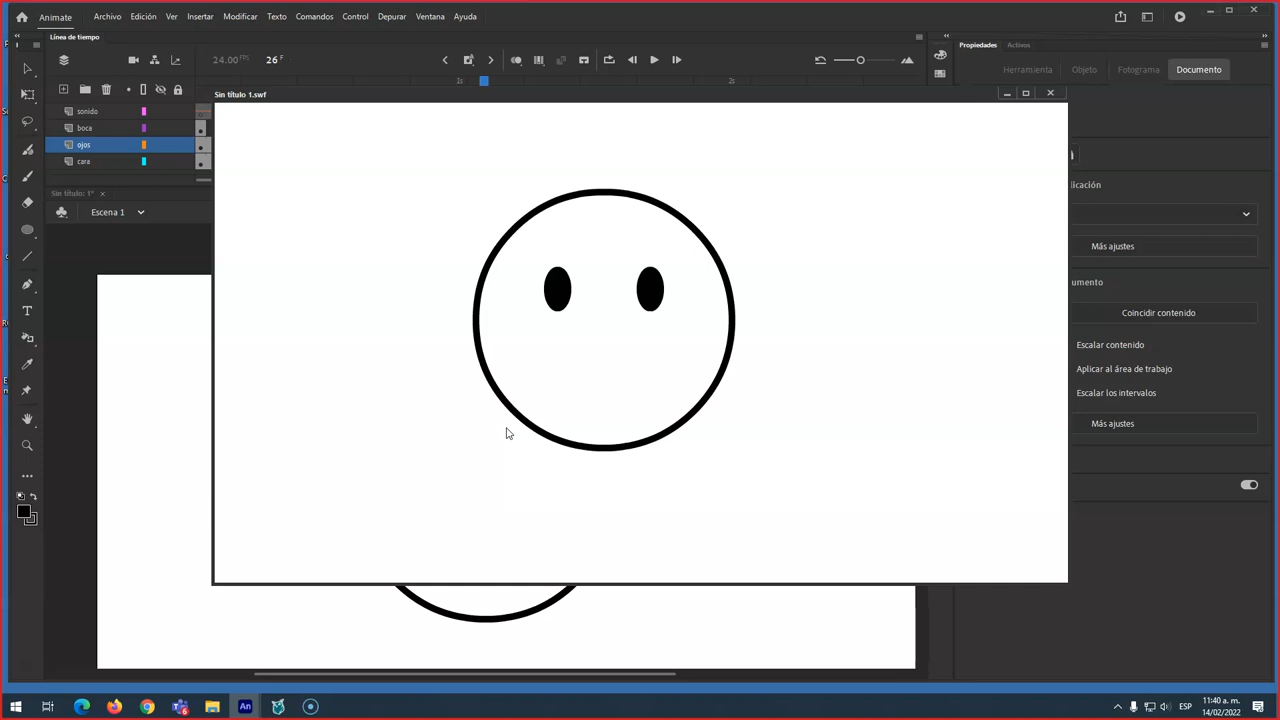 Animate
Archivo Edición Ver Insertar Modificar Texto Comandos Control Depurar Ventana Ayuda
Línea de tiempo
Propiedades Activos
24.00 FPS 26 F
Herramienta Objeto Fotograma Documento
1s 2s
Sin título 1.swf
sonido
boca
ojos
cara
licación
Sin título: 1* ×
Escena 1
Más ajustes
umento
Coincidir contenido
Escalar contenido
Aplicar al área de trabajo
Escalar los intervalos
Más ajustes
An
6
ESP
11:40 a. m.
14/02/2022